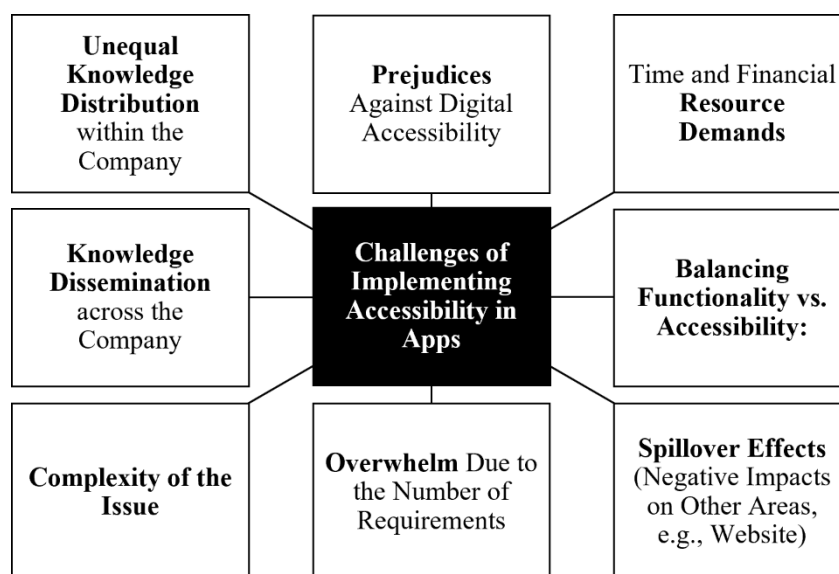 Unequal
Knowledge
Distribution
within the
Company
Prejudices
Against Digital
Accessibility
Time and Financial
Resource
Demands
Knowledge
Dissemination
across the
Company
Challenges of
Implementing
Accessibility in
Apps
Balancing
Functionality vs.
Accessibility:
Complexity of the
Issue
Overwhelm Due to
the Number of
Requirements
Spillover Effects
(Negative Impacts
on Other Areas,
e.g., Website)